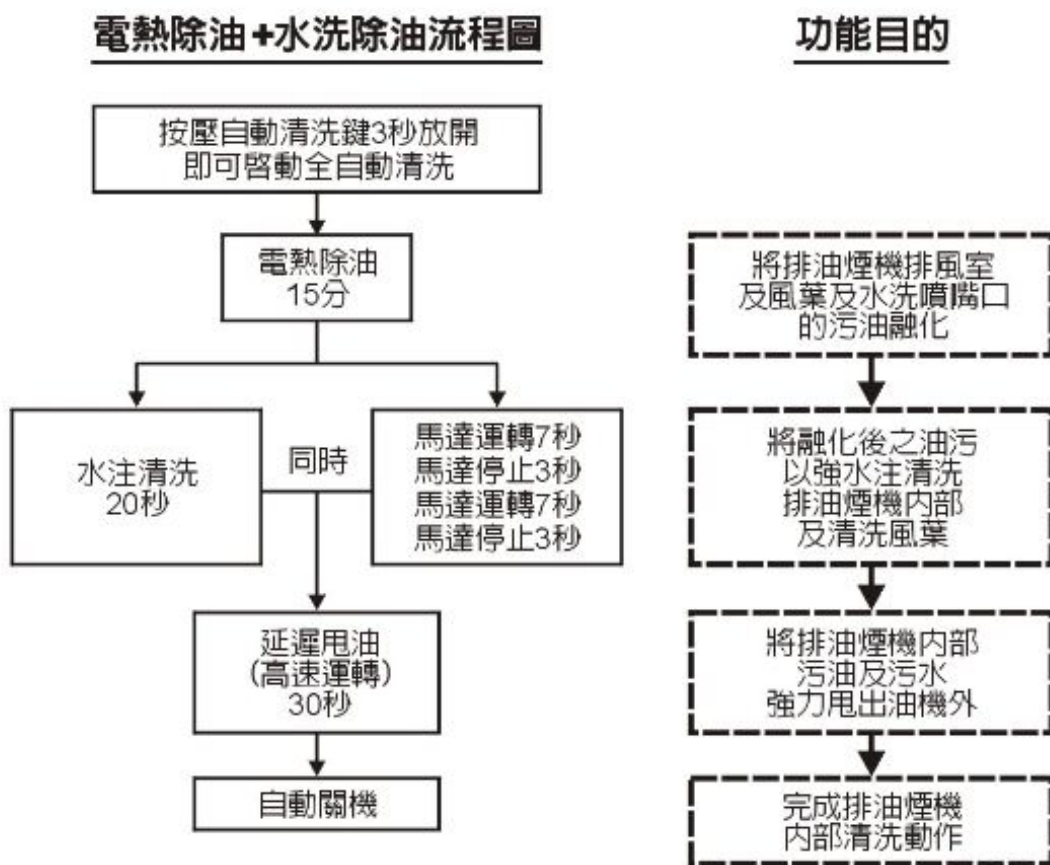 電熱除油+水洗除油流程圖
按壓自動清洗鍵3秒放開
即可啓動全自動清洗
電熱除油
15分
水注清洗
20秒
同時
馬達運轉7秒
馬達停止3秒
馬達運轉7秒
馬達停止3秒
延遲甩油
(高速運轉)
30秒
自動關機
功能目的
將排油煙機排風室
及風葉及水洗噴嘴口
的污油融化
將融化後之油污
以強水注清洗
排油煙機內部
及清洗風葉
將排油煙機內部
污油及污水
強力甩出油機外
完成排油煙機
內部清洗動作